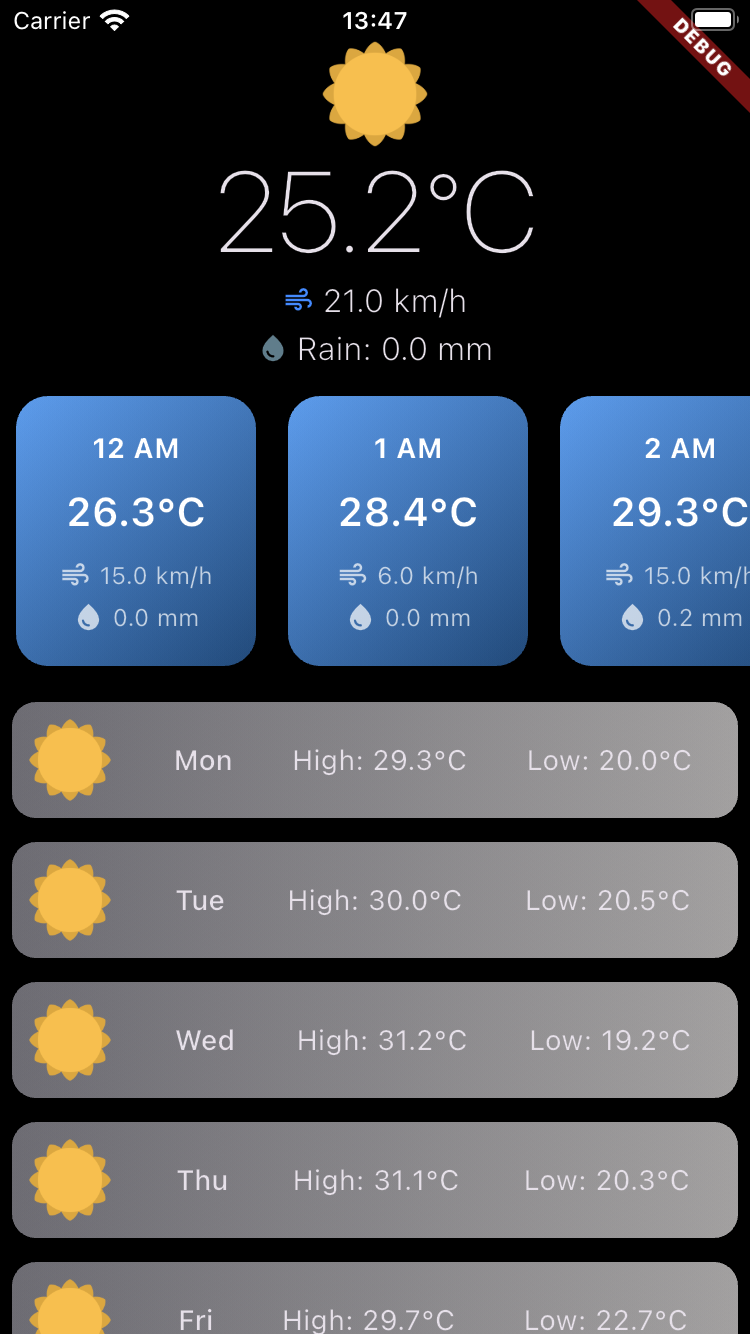 Carrier 13:47
DEBUG
25.2°C
21.0 km/h
Rain: 0.0 mm
12 AM
26.3°C
15.0 km/h
0.0 mm
1 AM
28.4°C
6.0 km/h
0.0 mm
2 AM
29.3°C
15.0 km/h
0.2 mm
Mon High: 29.3°C Low: 20.0°C
Tue High: 30.0°C Low: 20.5°C
Wed High: 31.2°C Low: 19.2°C
Thu High: 31.1°C Low: 20.3°C
Fri High: 29.7°C Low: 22.7°C